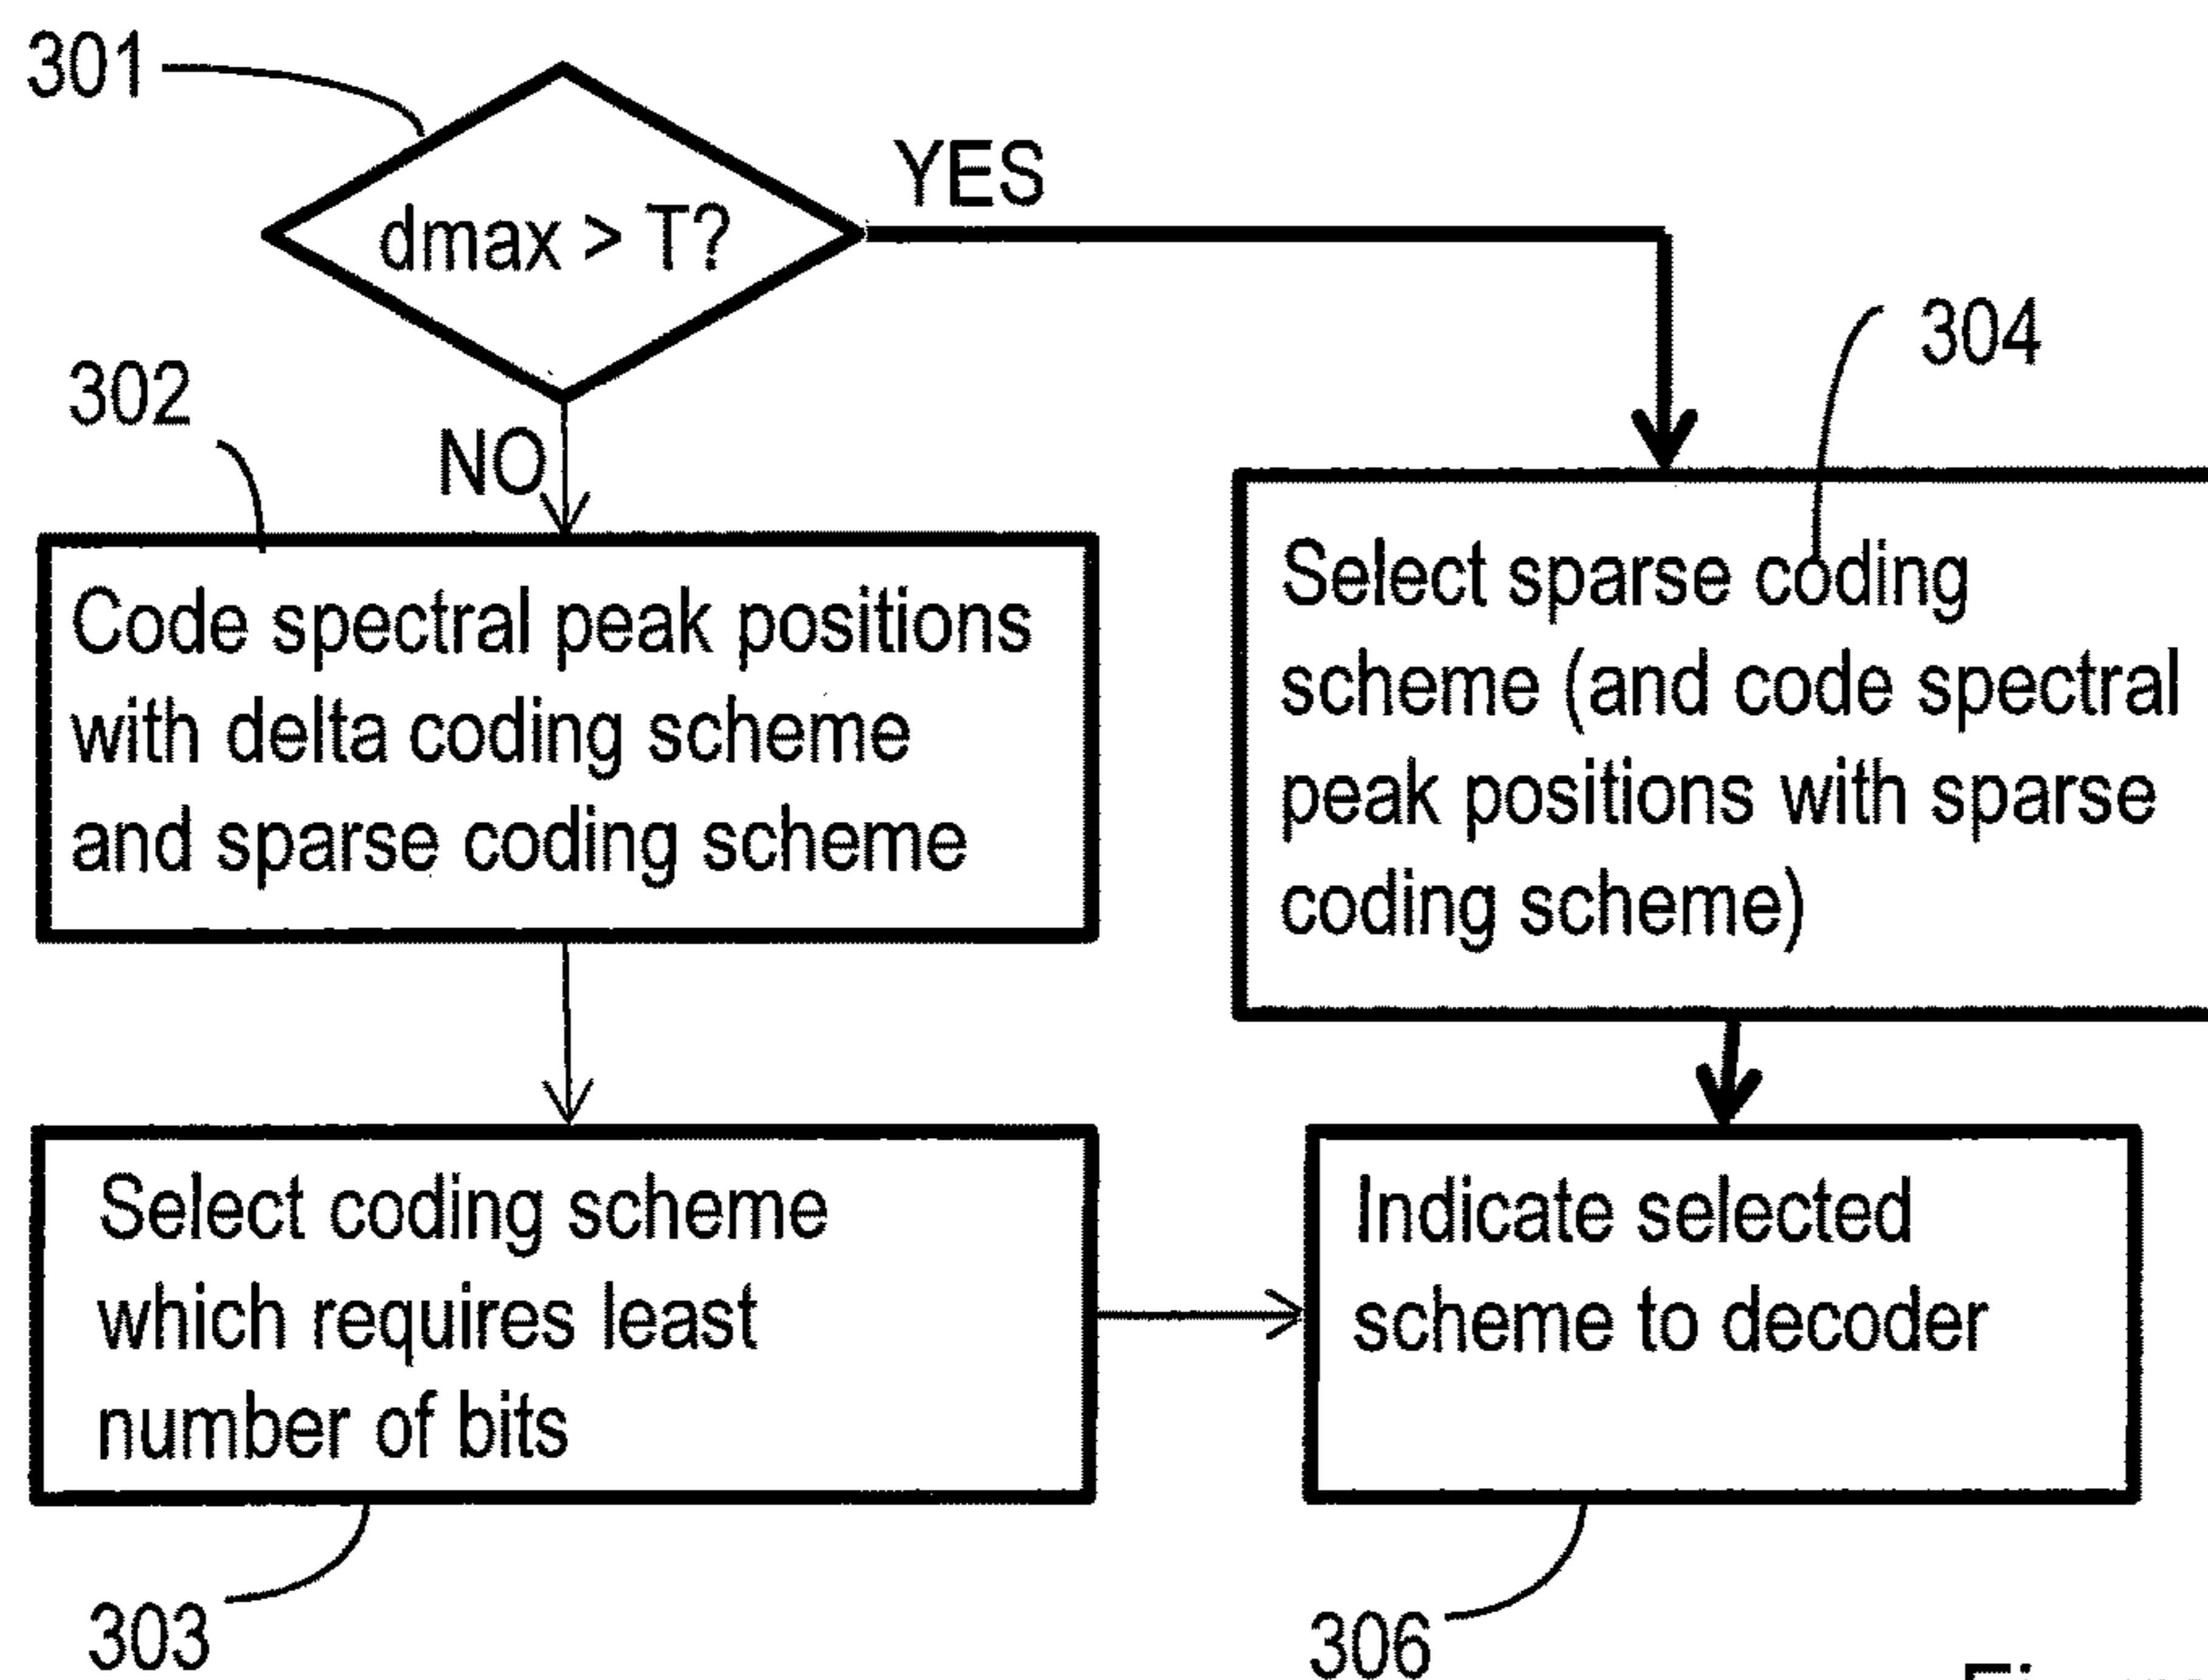 301
dmax > T?
YES
304
302
NO
Code spectral peak positions
with delta coding scheme
and sparse coding scheme
Select sparse coding
scheme (and code spectral
peak positions with sparse
coding scheme)
Select coding scheme
which requires least
number of bits
Indicate selected
scheme to decoder
303
306